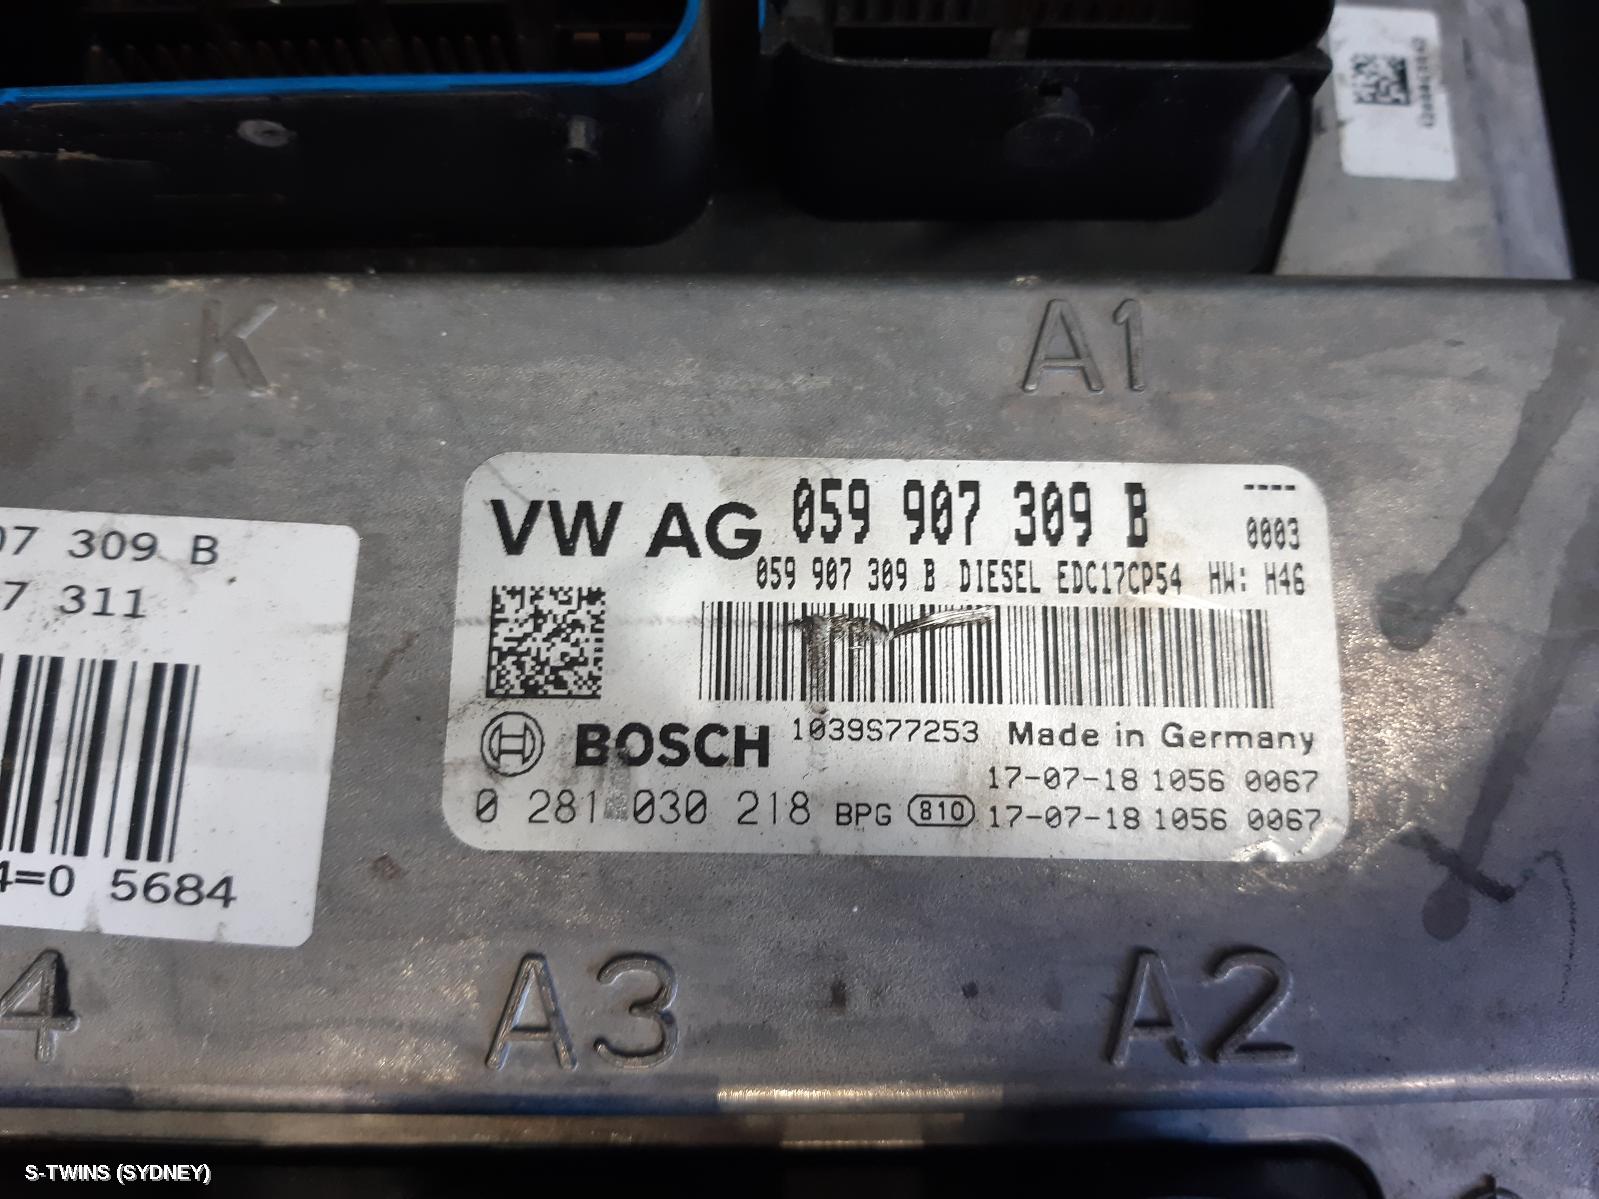 K
A1
07 309 B
7 311
4=0 5684
VW AG 059 907 309 B ----
0003
059 907 309 B DIESEL EDC17CP54 HW: H46
BOSCH 1039S77253 Made in Germany
17-07-18 1056 0067
0 281 030 218 BPG 810 17-07-18 1056 0067
4
A3
A2
S-TWINS (SYDNEY)